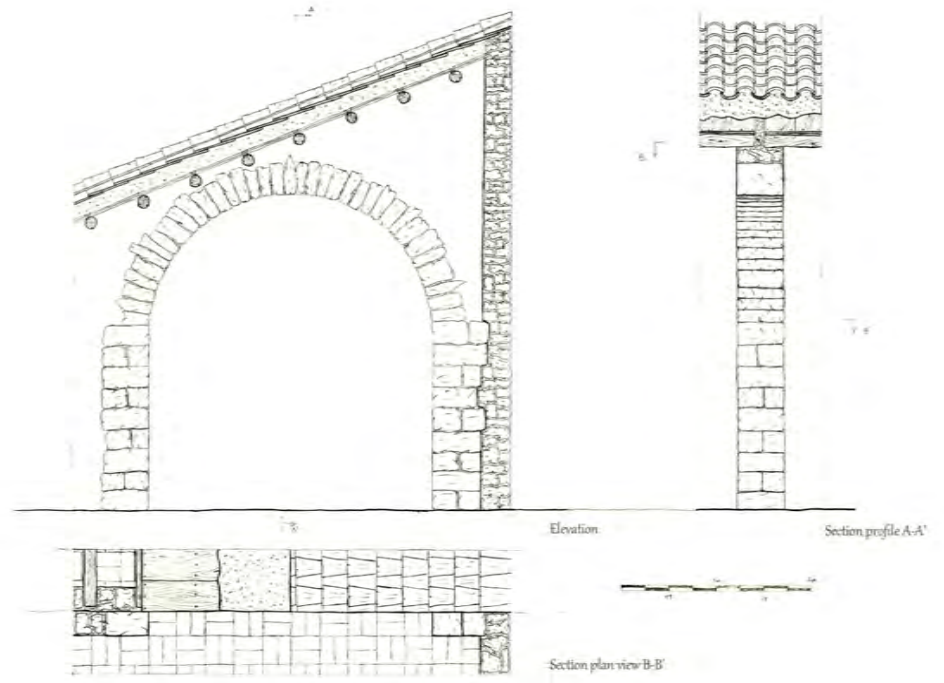 A
B
Elevation
Section profile A-A'
Section plan view B-B'